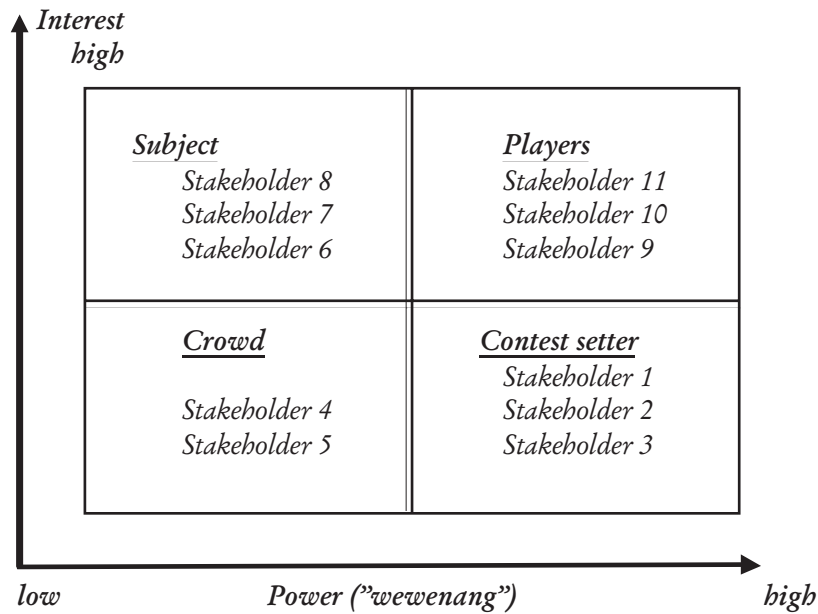 Interest
high
Subject
Stakeholder 8
Stakeholder 7
Stakeholder 6
Players
Stakeholder 11
Stakeholder 10
Stakeholder 9
Crowd
Stakeholder 4
Stakeholder 5
Contest setter
Stakeholder 1
Stakeholder 2
Stakeholder 3
low
Power (”wewenang”)
high